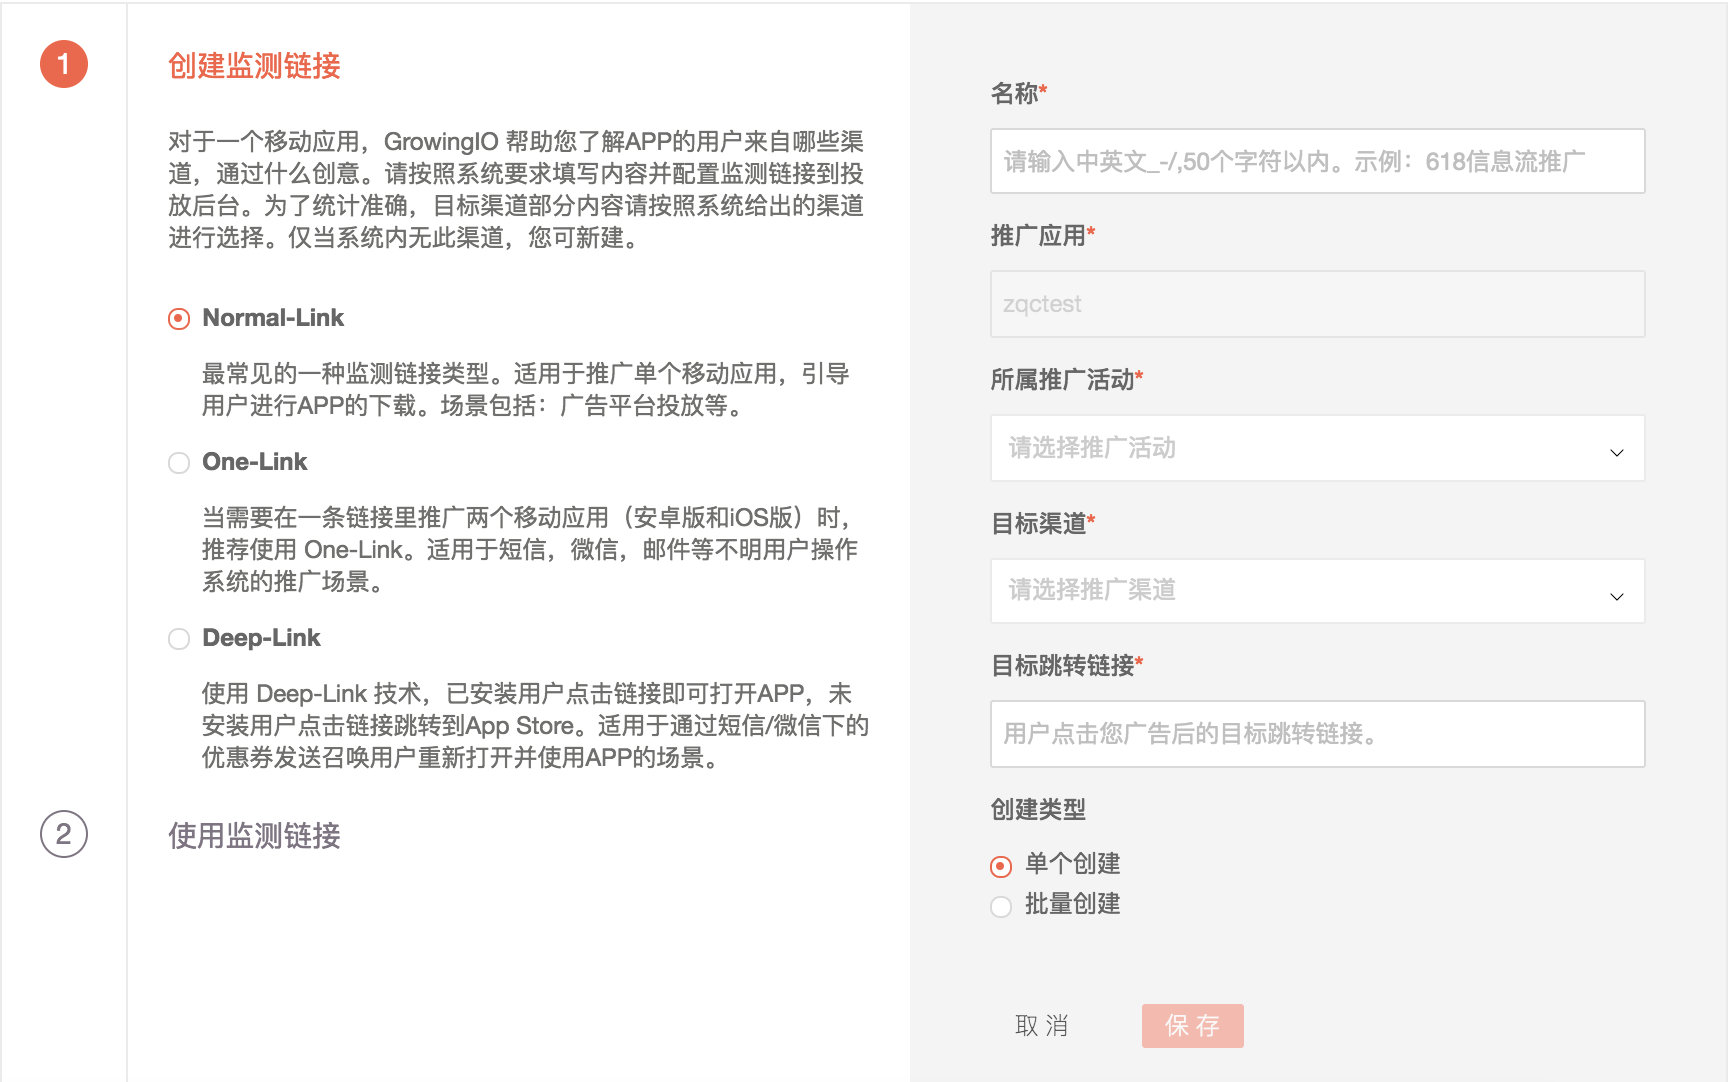 1
创建监测链接
对于一个移动应用，GrowingIO 帮助您了解APP的用户来自哪些渠
道，通过什么创意。请按照系统要求填写内容并配置监测链接到投
放后台。为了统计准确，目标渠道部分内容请按照系统给出的渠道
进行选择。仅当系统内无此渠道，您可新建。
Normal-Link
最常见的一种监测链接类型。适用于推广单个移动应用，引导
用户进行APP的下载。场景包括：广告平台投放等。
One-Link
当需要在一条链接里推广两个移动应用（安卓版和iOS版）时，
推荐使用 One-Link。适用于短信，微信，邮件等不明用户操作
系统的推广场景。
Deep-Link
使用 Deep-Link 技术，已安装用户点击链接即可打开APP，未
安装用户点击链接跳转到App Store。适用于通过短信/微信下的
优惠券发送召唤用户重新打开并使用APP的场景。
2
使用监测链接
名称*
请输入中英文_-/,50个字符以内。示例：618信息流推广
推广应用*
zqctest
所属推广活动*
请选择推广活动
目标渠道*
请选择推广渠道
目标跳转链接*
用户点击您广告后的目标跳转链接。
创建类型
单个创建
批量创建
取 消
保 存